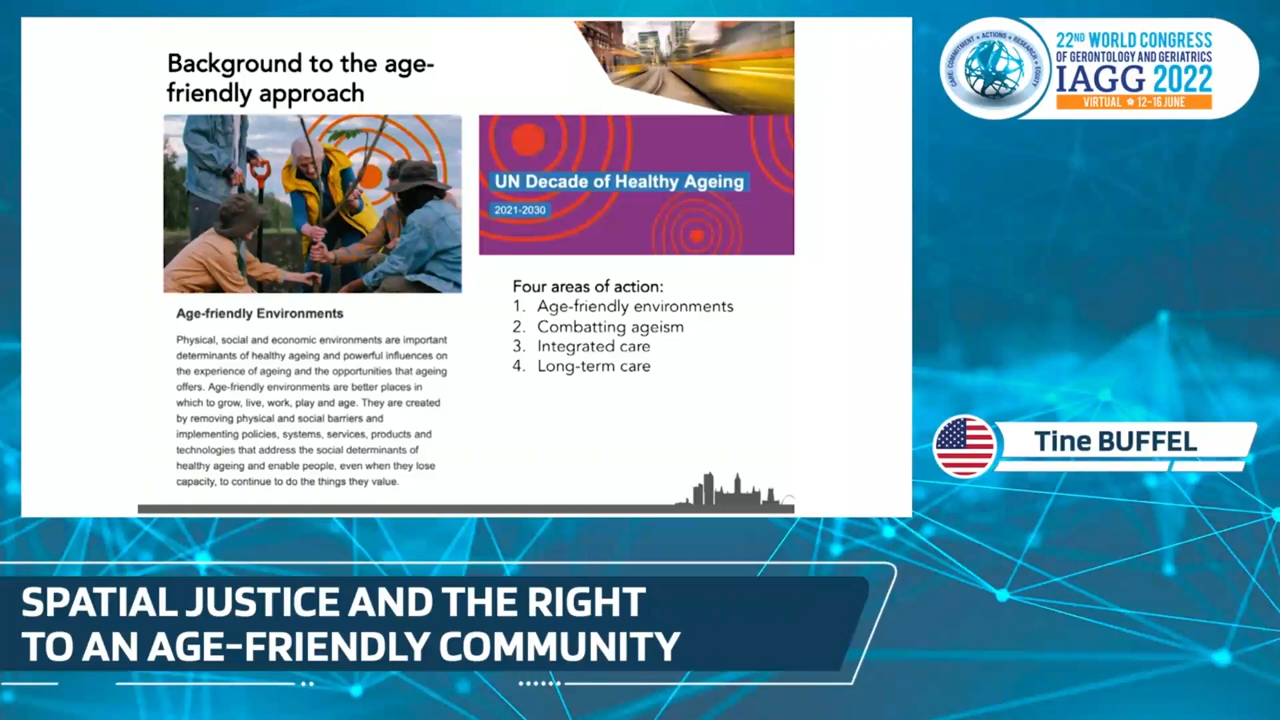 Background to the age-
friendly approach
UN Decade of Healthy Ageing
2021-2030
Age-friendly Environments
Physical, social and economic environments are important
determinants of healthy ageing and powerful influences on
the experience of ageing and the opportunities that ageing
offers. Age-friendly environments are better places in
which to grow, live, work, play and age. They are created
by removing physical and social barriers and
implementing policies, systems, services, products and
technologies that address the social determinants of
healthy ageing and enable people, even when they lose
capacity, to continue to do the things they value.
Four areas of action:
1. Age-friendly environments
2. Combatting ageism
3. Integrated care
4. Long-term care
22ND WORLD CONGRESS
OF GERONTOLOGY AND GERIATRICS
IAGG 2022
VIRTUAL 12-16 JUNE
Tine BUFFEL
SPATIAL JUSTICE AND THE RIGHT
TO AN AGE-FRIENDLY COMMUNITY